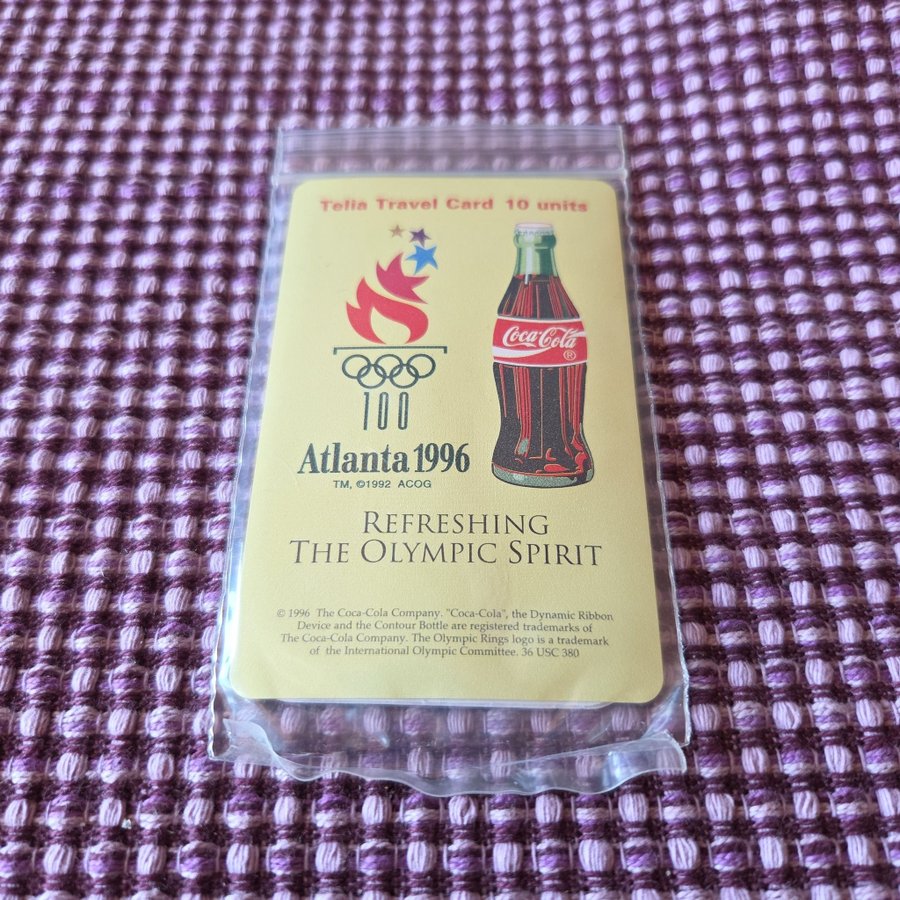 Telia Travel Card 10 units
Coca-Cola
®
100
Atlanta 1996
TM, ©1992 ACOG
REFRESHING
THE OLYMPIC SPIRIT
© 1996 The Coca-Cola Company. "Coca-Cola", the Dynamic Ribbon
Device and the Contour Bottle are registered trademarks of
The Coca-Cola Company. The Olympic Rings logo is a trademark
of the International Olympic Committee. 36 USC 380